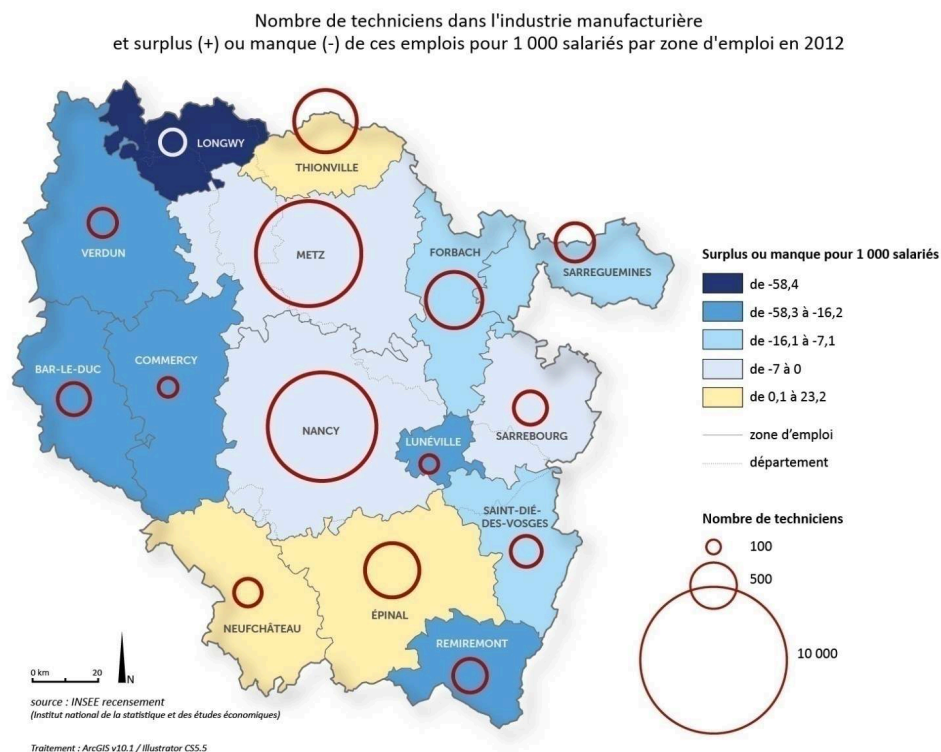 Nombre de techniciens dans l'industrie manufacturière
et surplus (+) ou manque (-) de ces emplois pour 1 000 salariés par zone d'emploi en 2012
LONGWY
THIONVILLE
VERDUN
METZ
FORBACH
SARREGUEMINES
BAR-LE-DUC
COMMERCY
NANCY
LUNÉVILLE
SARREBOURG
SAINT-DIÉ-
DES-VOSGES
NEUFCHÂTEAU
ÉPINAL
REMIREMONT
Surplus ou manque pour 1 000 salariés
de -58,4
de -58,3 à -16,2
de -16,1 à -7,1
de -7 à 0
de 0,1 à 23,2
zone d'emploi
département
Nombre de techniciens
100
500
10 000
0 km 20 N
source : INSEE recensement
(Institut national de la statistique et des études économiques)
Traitement : ArcGIS v10.1 / Illustrator CS5.5